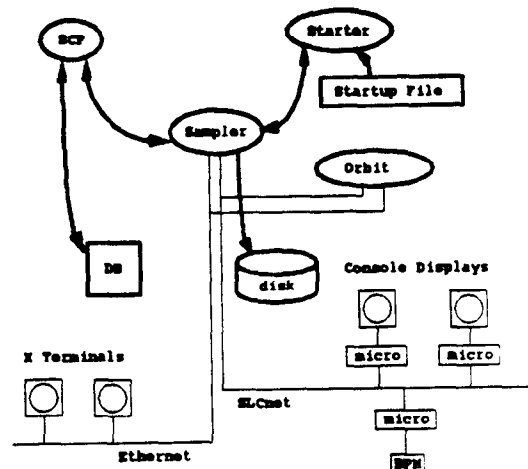 SCP
Starter
Startup File
Sampler
Orbit
DB
disk
Console Displays
micro
micro
X Terminals
SLCnet
micro
Ethernet
BPM